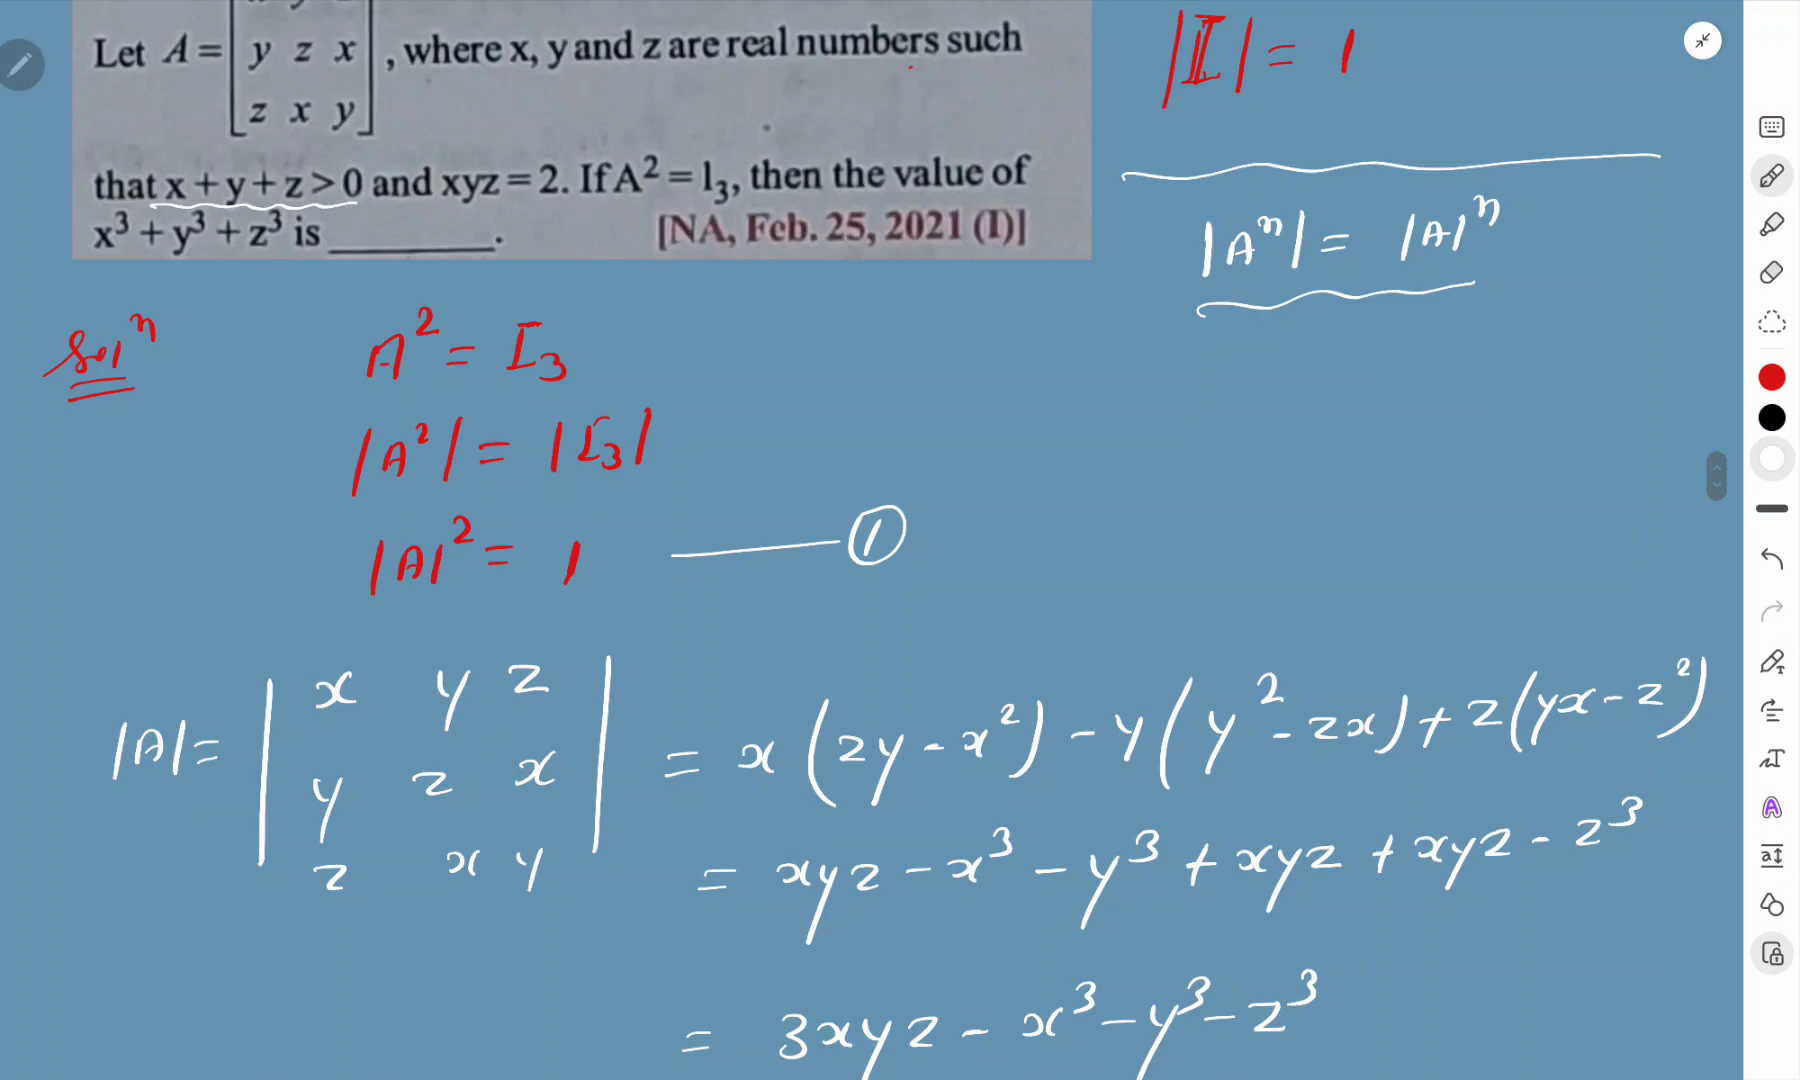 Let A = [ y z x ], where x, y and z are real numbers such
z x y
that x + y + z > 0 and xyz = 2. If A² = l₃, then the value of
x³ + y³ + z³ is ________. [NA, Feb. 25, 2021 (I)]
|I| = 1
|Aⁿ| = |A|ⁿ
Solⁿ
A² = I₃
|A²| = |I₃|
|A|² = 1 —— ①
|A| = | x y z |
y z x
z x y
= x(zy - x²) - y(y² - zx) + z(yx - z²)
= xyz - x³ - y³ + xyz + xyz - z³
= 3xyz - x³ - y³ - z³